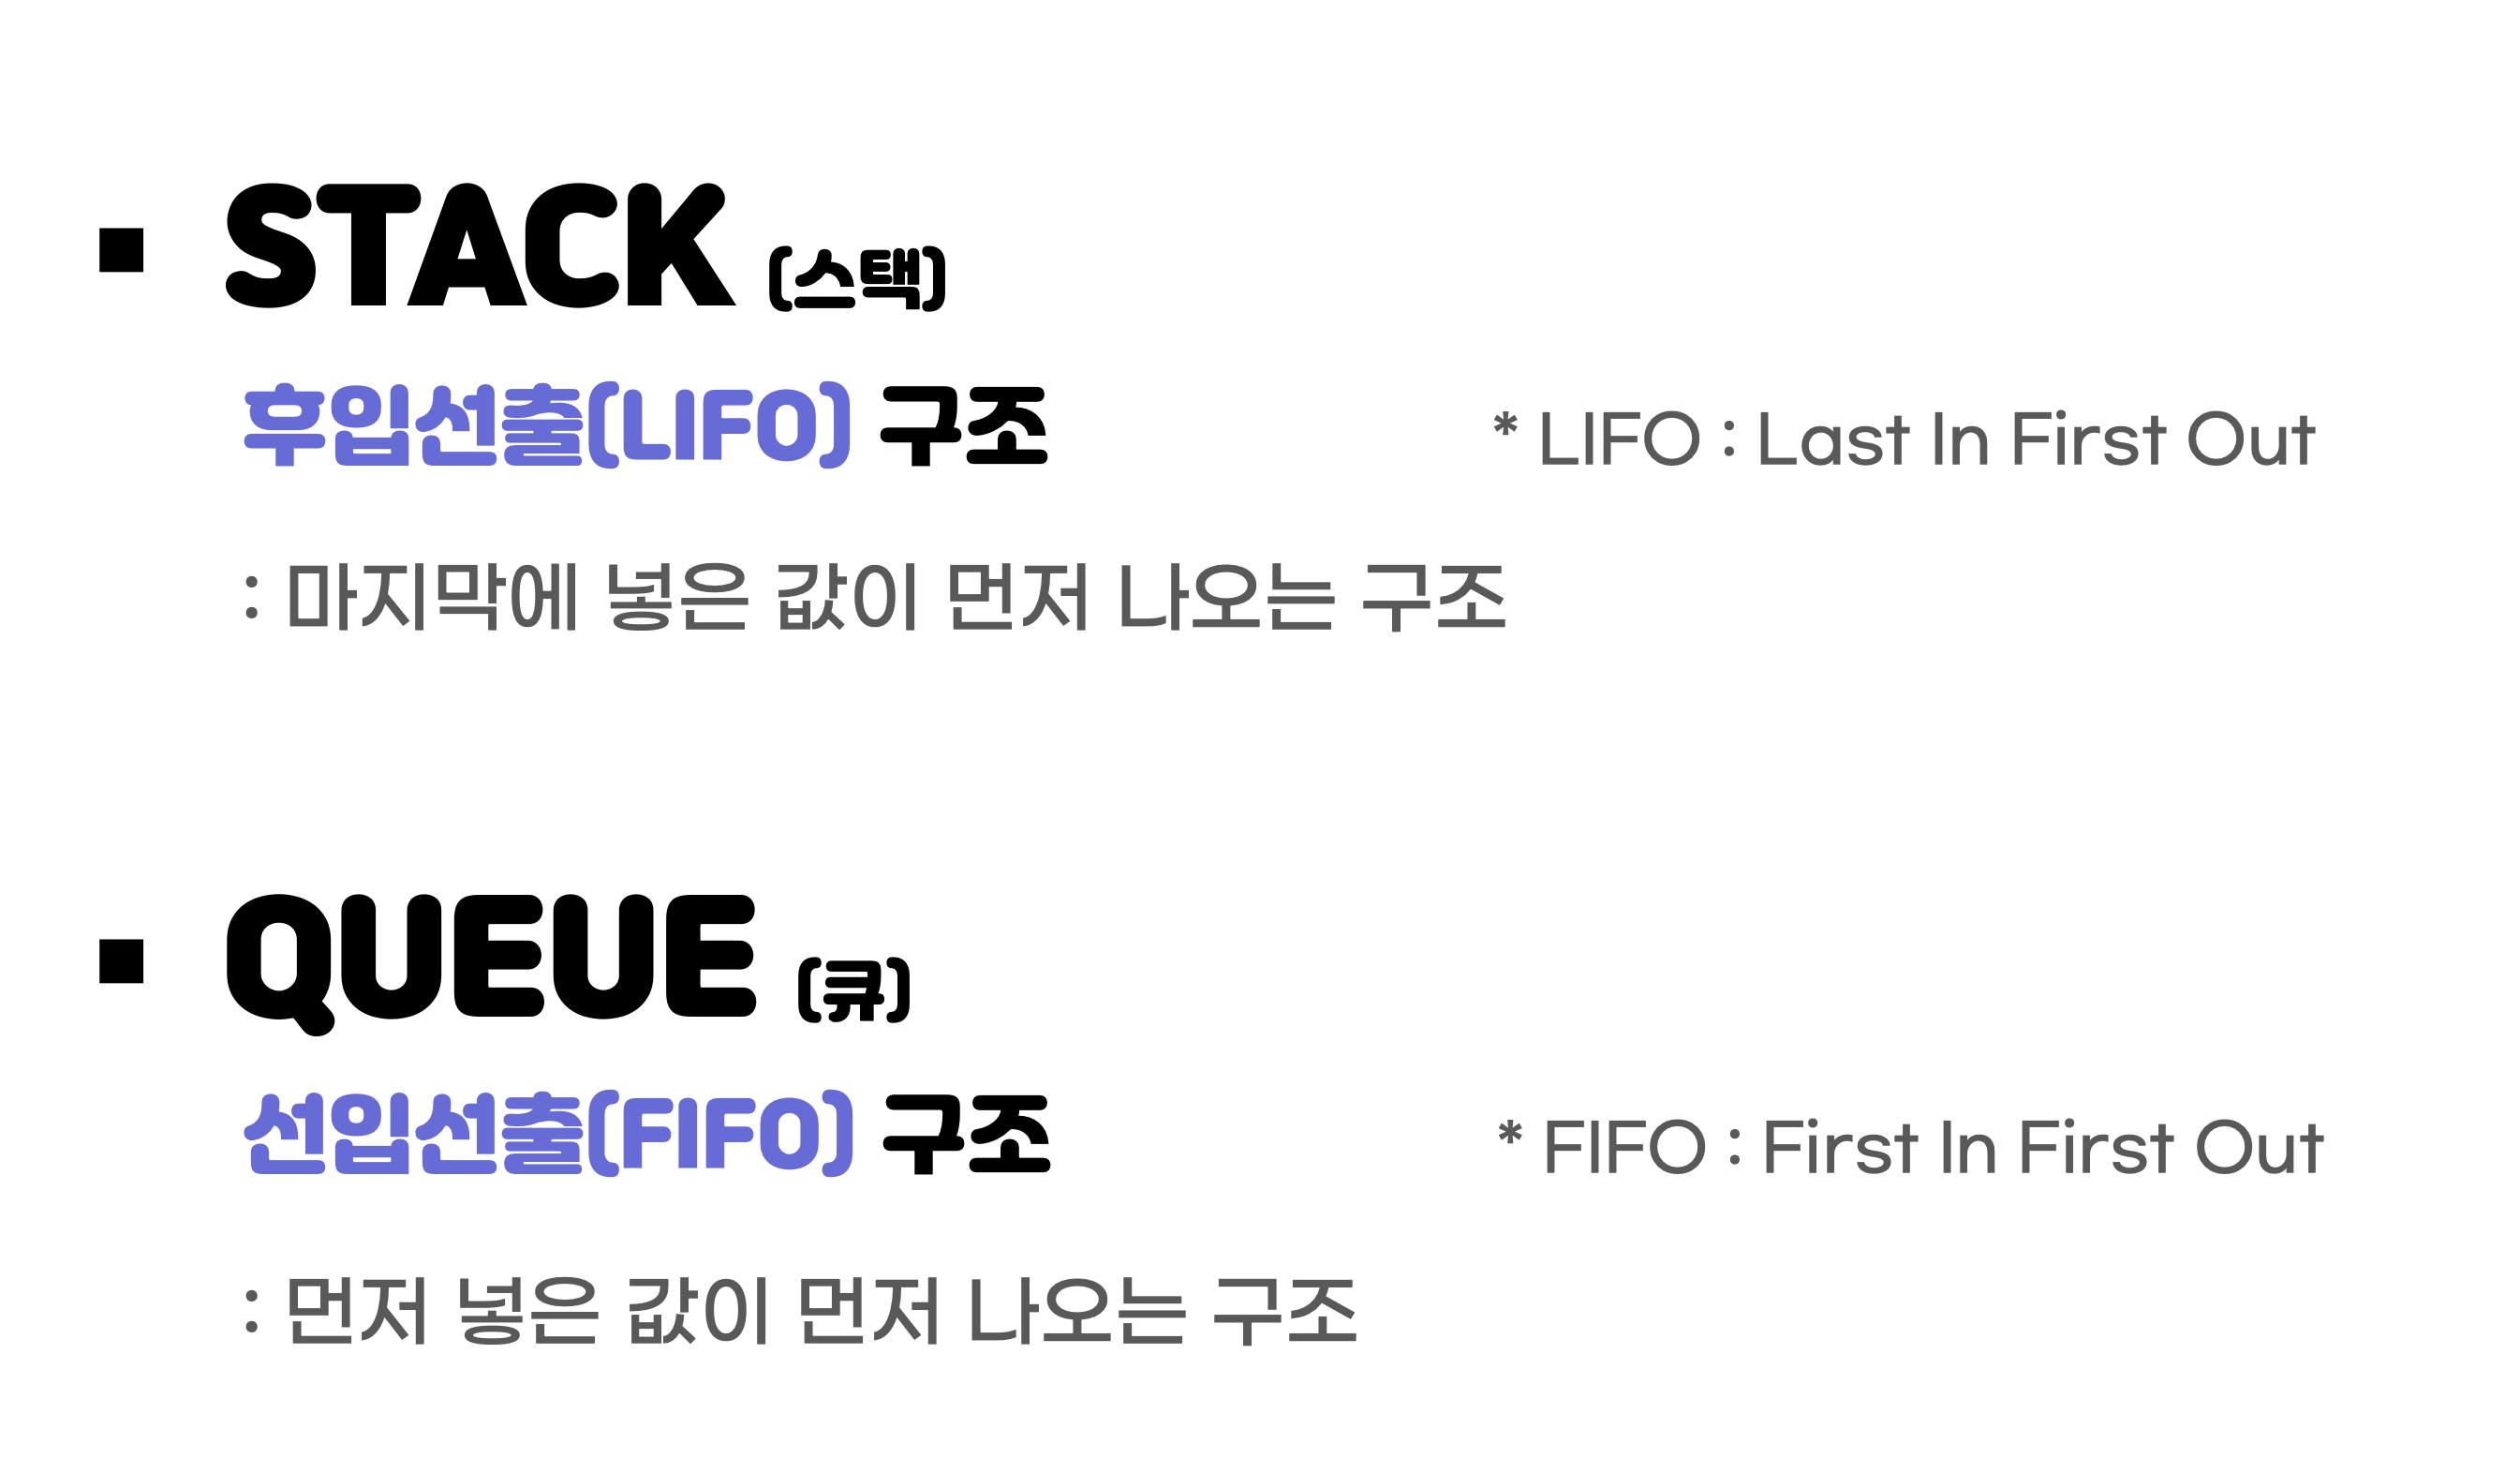 ▪ STACK (스택)
후입선출(LIFO) 구조 * LIFO : Last In First Out
: 마지막에 넣은 값이 먼저 나오는 구조
▪ QUEUE (큐)
선입선출(FIFO) 구조 * FIFO : First In First Out
: 먼저 넣은 값이 먼저 나오는 구조